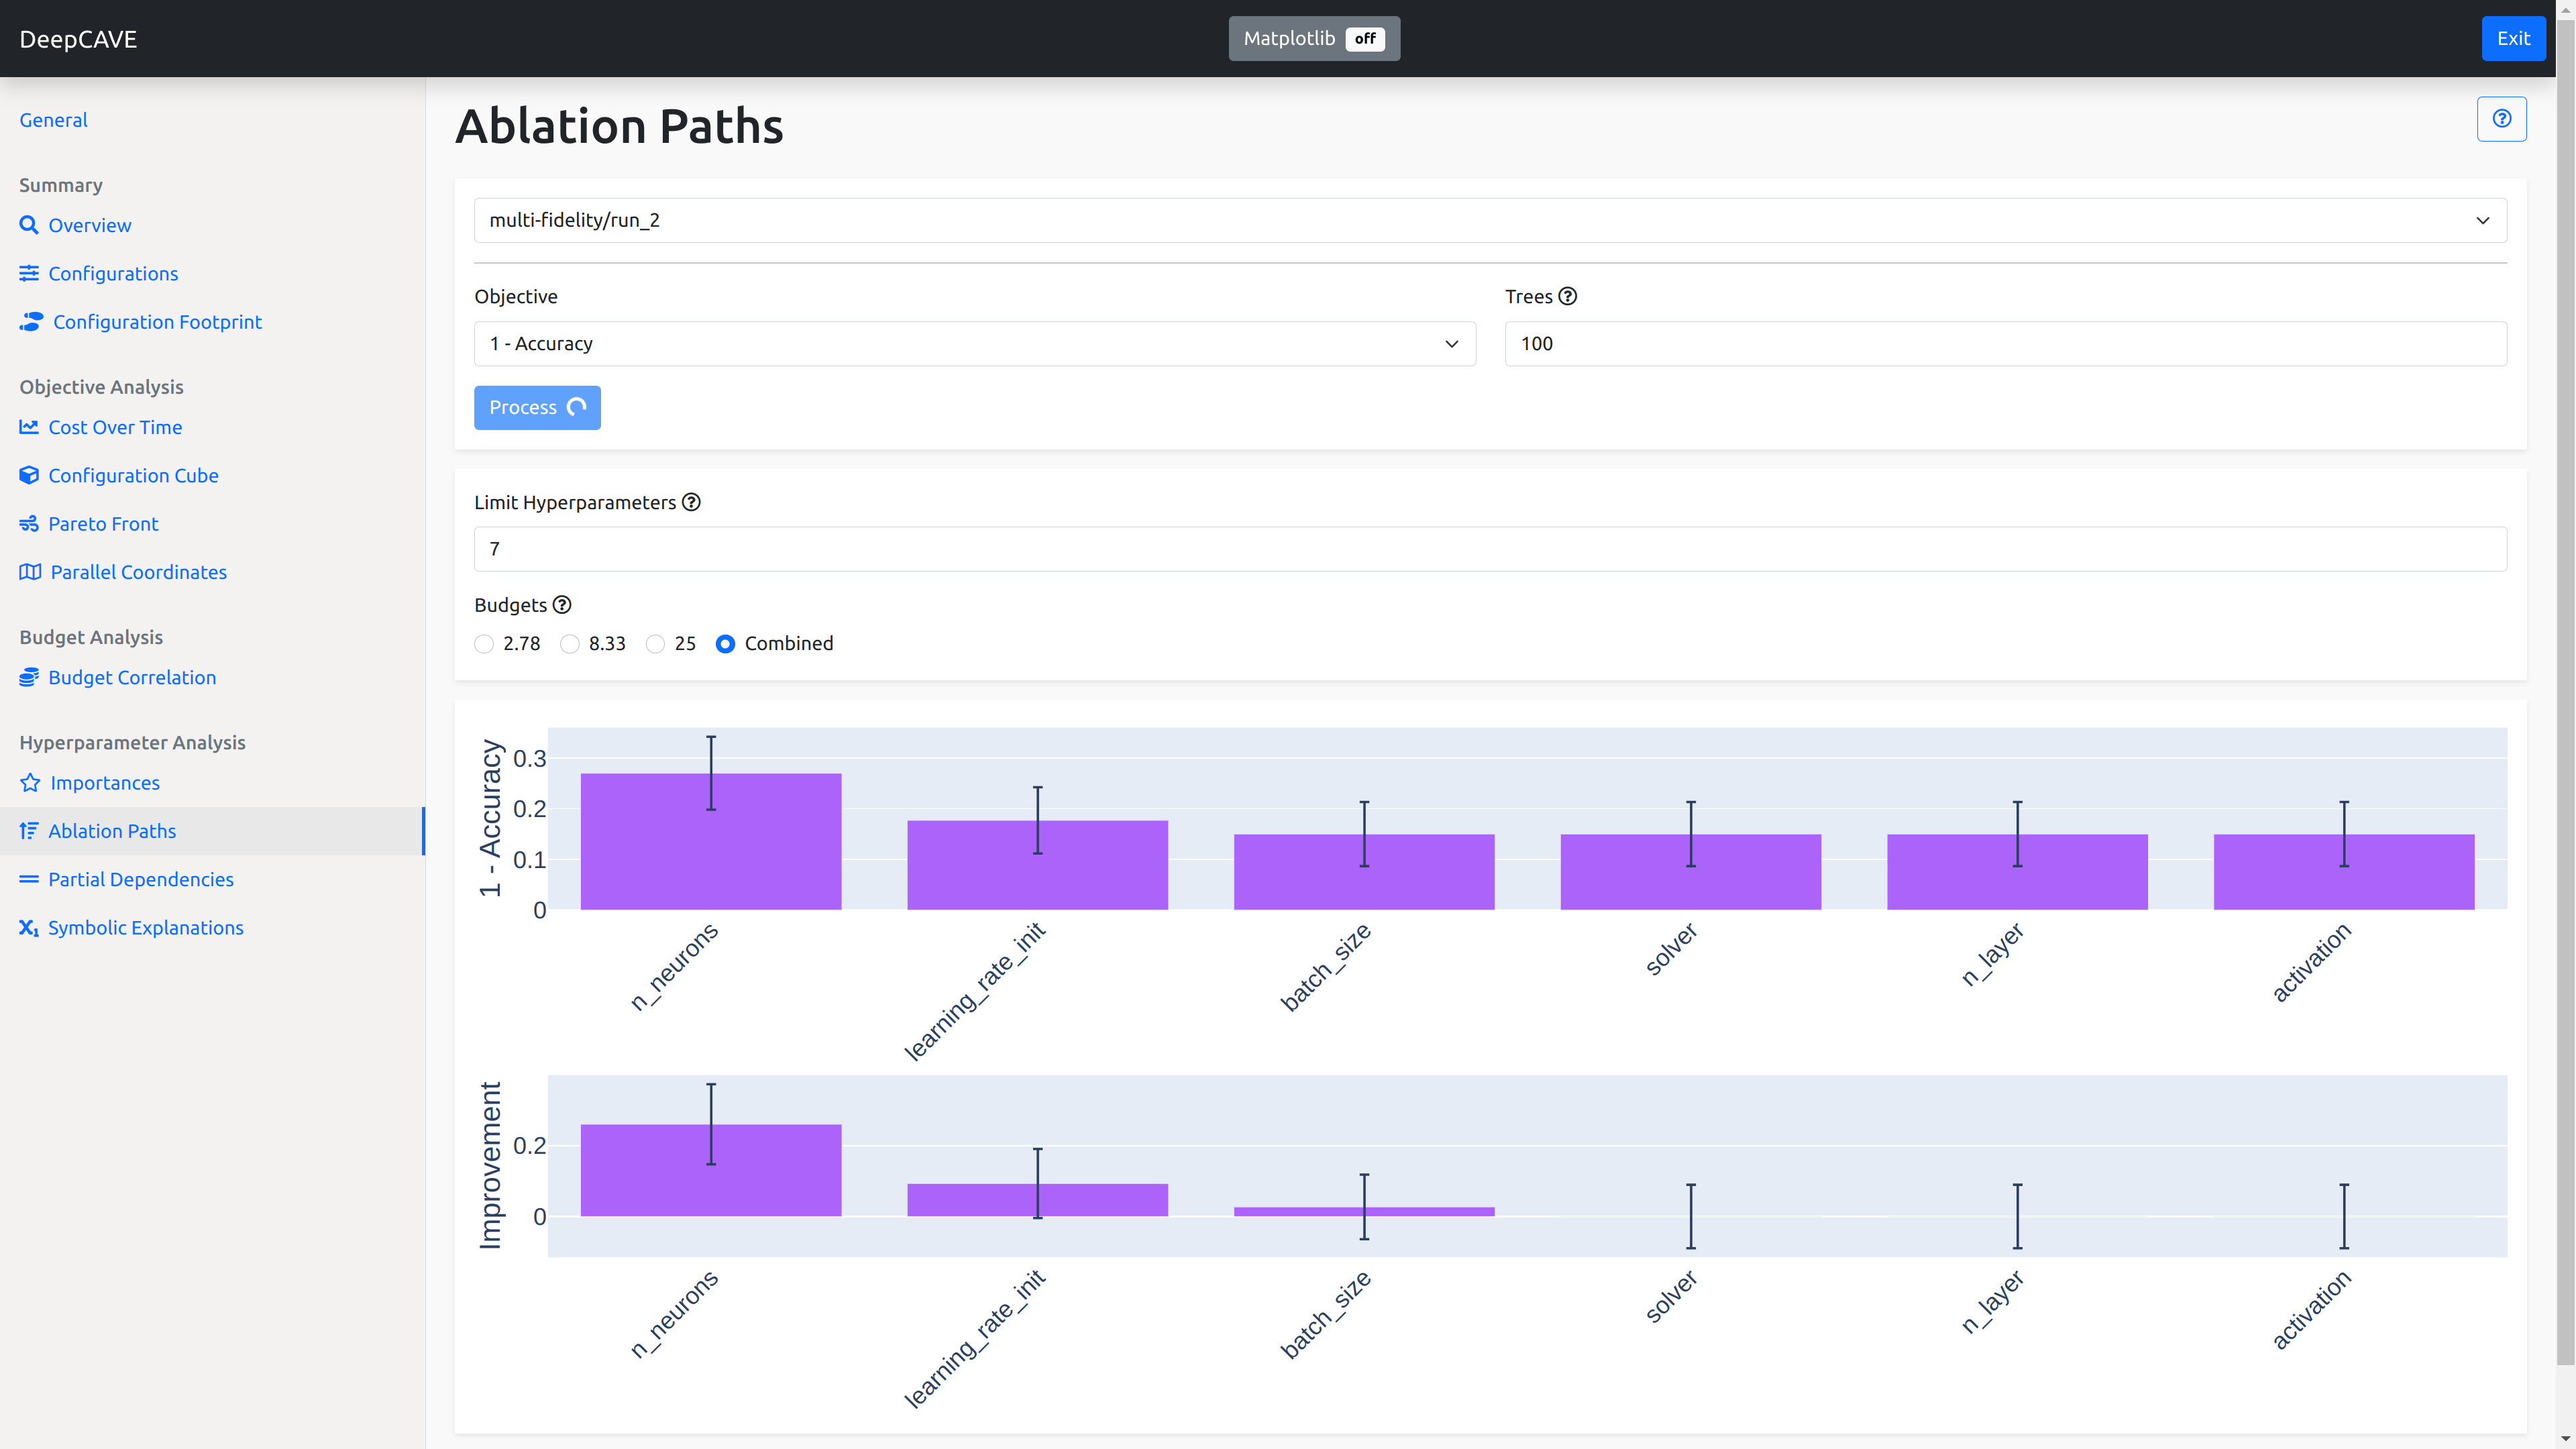 DeepCAVE
Matplotlib off
Exit
General
Summary
Overview
Configurations
Configuration Footprint
Objective Analysis
Cost Over Time
Configuration Cube
Pareto Front
Parallel Coordinates
Budget Analysis
Budget Correlation
Hyperparameter Analysis
Importances
Ablation Paths
Partial Dependencies
Symbolic Explanations
Ablation Paths
multi-fidelity/run_2
Objective
Trees
1 - Accuracy
100
Process
Limit Hyperparameters
7
Budgets
2.78 8.33 25 Combined
1 - Accuracy
0.3
0.2
0.1
0
n_neurons
learning_rate_init
batch_size
solver
n_layer
activation
Improvement
0.2
0
n_neurons
learning_rate_init
batch_size
solver
n_layer
activation